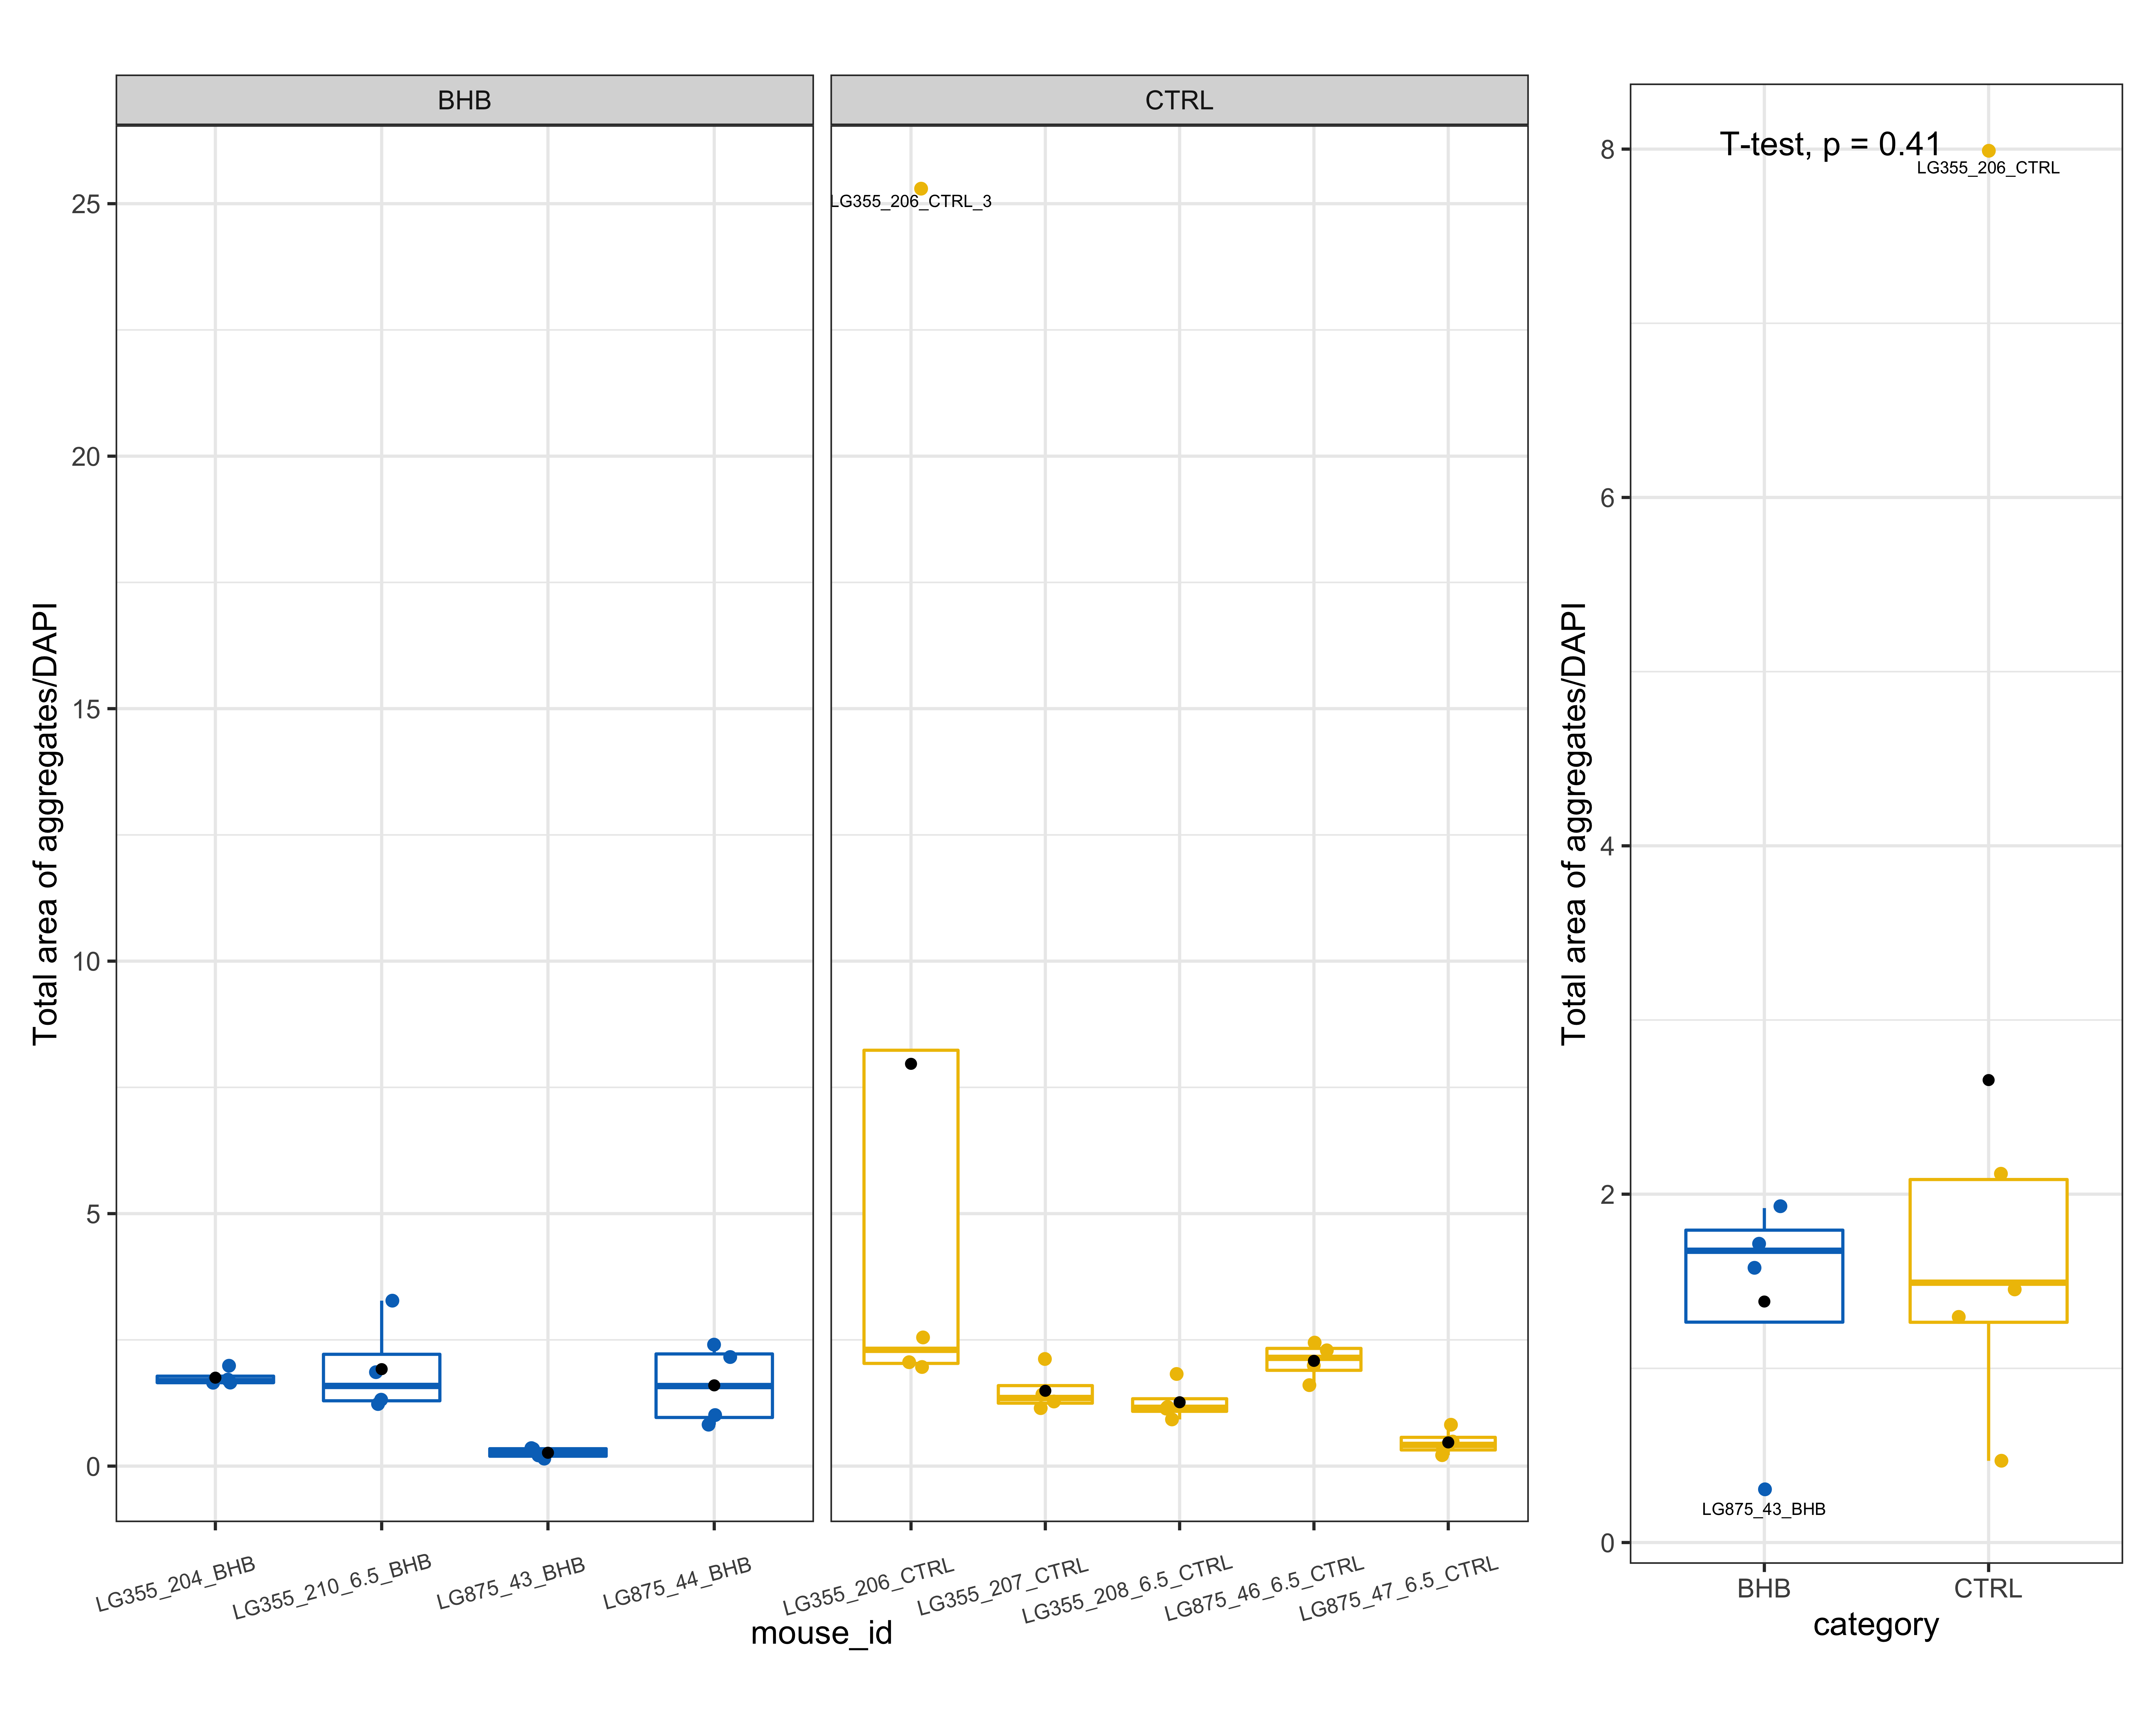 BHB
CTRL
Total area of aggregates/DAPI
25
20
15
10
5
0
LG355_206_CTRL_3
LG355_204_BHB
LG355_210_6.5_BHB
LG875_43_BHB
LG875_44_BHB
LG355_206_CTRL
LG355_207_CTRL
LG355_208_6.5_CTRL
LG875_46_6.5_CTRL
LG875_47_6.5_CTRL
mouse_id
Total area of aggregates/DAPI
8
6
4
2
0
T-test, p = 0.41
LG355_206_CTRL
LG875_43_BHB
BHB
CTRL
category